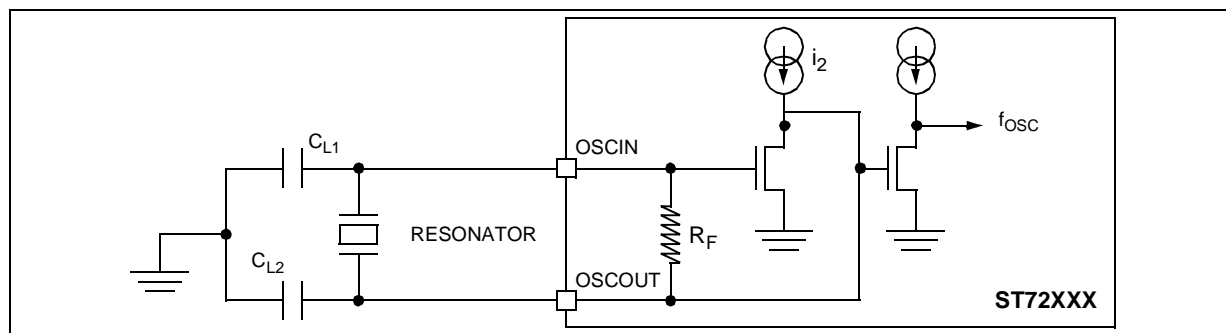 i2
fOSC
CL1
OSCIN
RESONATOR
RF
CL2
OSCOUT
ST72XXX